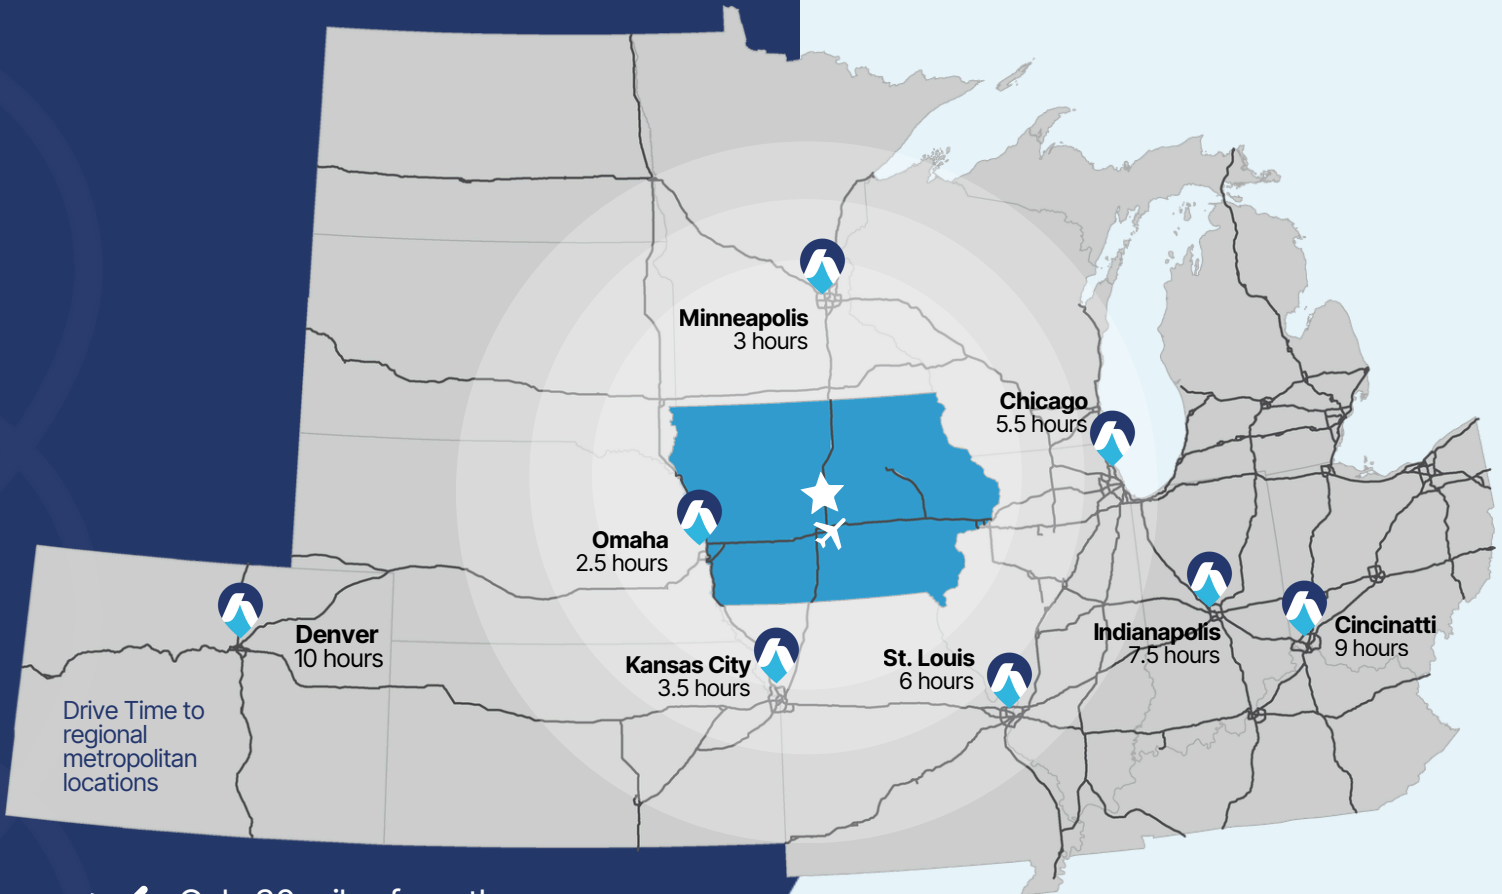 Minneapolis
3 hours
Chicago
5.5 hours
Omaha
2.5 hours
Denver
10 hours
Kansas City
3.5 hours
St. Louis
6 hours
Indianapolis
7.5 hours
Cincinatti
9 hours
Drive Time to
regional
metropolitan
locations